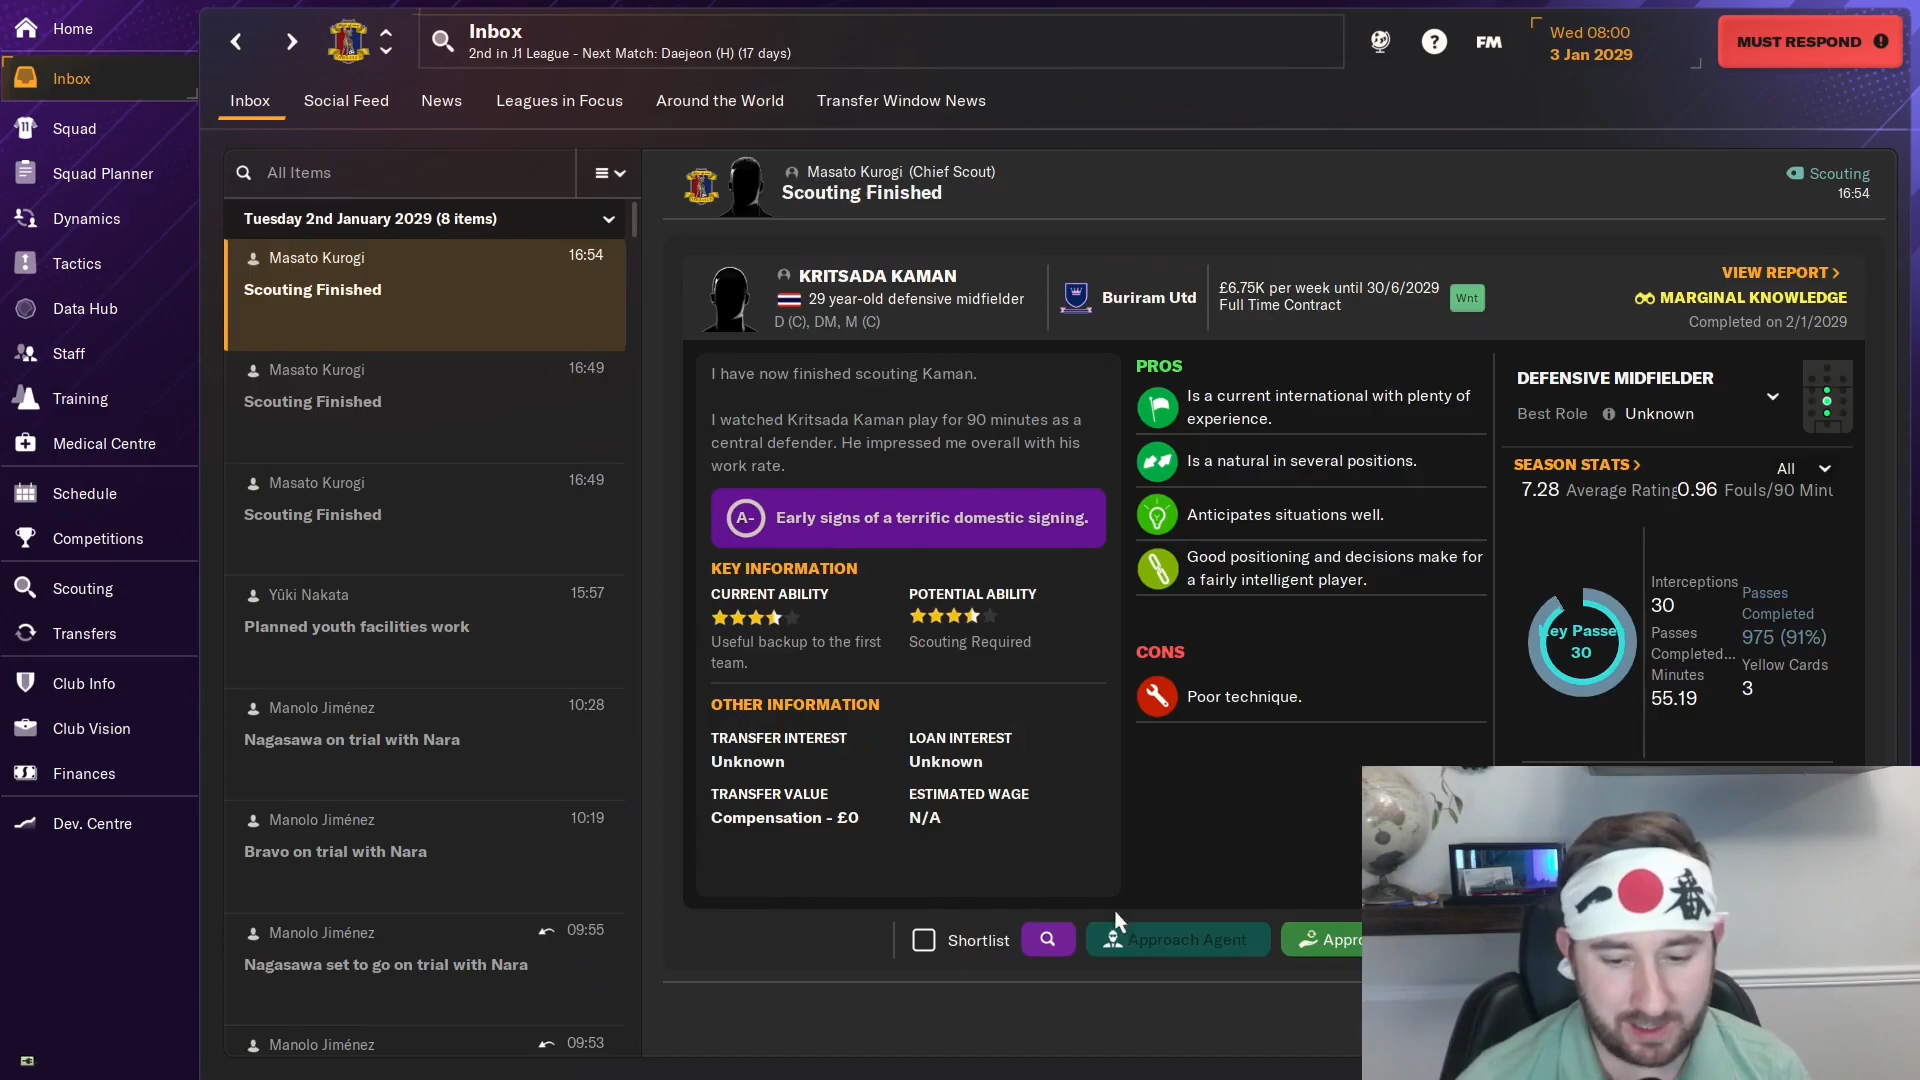 Home
Inbox
Squad
Squad Planner
Dynamics
Tactics
Data Hub
Staff
Training
Medical Centre
Schedule
Competitions
Scouting
Transfers
Club Info
Club Vision
Finances
Dev. Centre
Inbox
2nd in J1 League - Next Match: Daejeon (H) (17 days)
FM
Wed 08:00
3 Jan 2029
MUST RESPOND
Inbox
Social Feed
News
Leagues in Focus
Around the World
Transfer Window News
All Items
Tuesday 2nd January 2029 (8 items)
Masato Kurogi 16:54
Scouting Finished
Masato Kurogi 16:49
Scouting Finished
Masato Kurogi 16:49
Scouting Finished
Yūki Nakata 15:57
Planned youth facilities work
Manolo Jiménez 10:28
Nagasawa on trial with Nara
Manolo Jiménez 10:19
Bravo on trial with Nara
Manolo Jiménez 09:55
Nagasawa set to go on trial with Nara
Manolo Jiménez 09:53
Masato Kurogi (Chief Scout)
Scouting Finished
Scouting
16:54
KRITSADA KAMAN
29 year-old defensive midfielder
D (C), DM, M (C)
Buriram Utd
£6.75K per week until 30/6/2029
Full Time Contract
Wnt
VIEW REPORT >
MARGINAL KNOWLEDGE
Completed on 2/1/2029
I have now finished scouting Kaman.
I watched Kritsada Kaman play for 90 minutes as a
central defender. He impressed me overall with his
work rate.
A- Early signs of a terrific domestic signing.
KEY INFORMATION
CURRENT ABILITY
Useful backup to the first
team.
POTENTIAL ABILITY
Scouting Required
OTHER INFORMATION
TRANSFER INTEREST
Unknown
LOAN INTEREST
Unknown
TRANSFER VALUE
Compensation - £0
ESTIMATED WAGE
N/A
PROS
Is a current international with plenty of
experience.
Is a natural in several positions.
Anticipates situations well.
Good positioning and decisions make for
a fairly intelligent player.
CONS
Poor technique.
DEFENSIVE MIDFIELDER
Best Role Unknown
SEASON STATS >
All
7.28 Average Rating
0.96 Fouls/90 Minu
Key Passe
30
Interceptions
30
Passes
Completed...
Minutes
55.19
Passes
Completed
975 (91%)
Yellow Cards
3
Shortlist
Approach Agent
Appro
一番